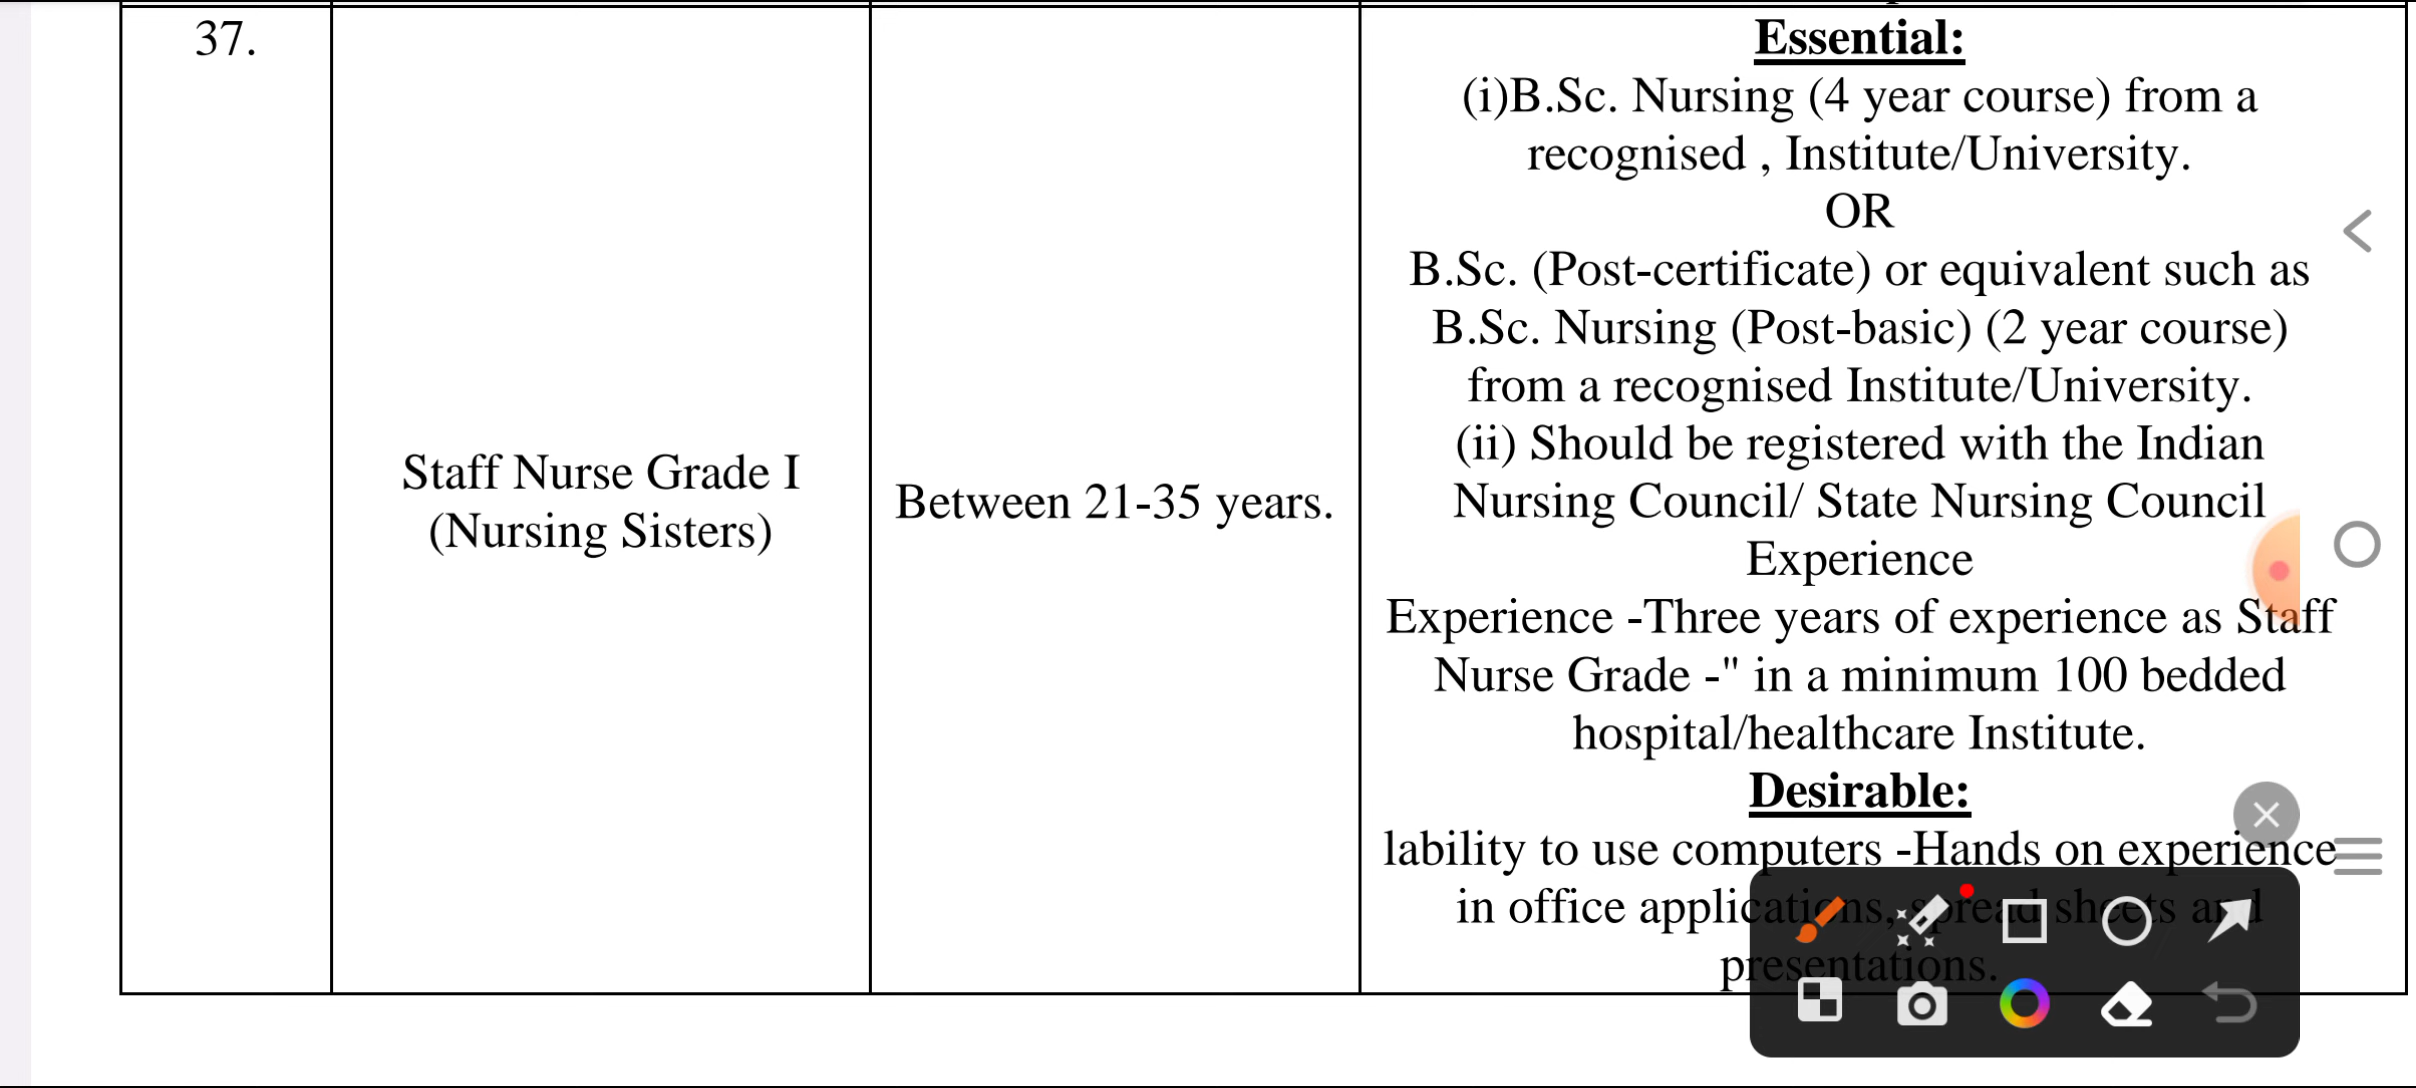 37.
Staff Nurse Grade I
(Nursing Sisters)
Between 21-35 years.
Essential:
(i)B.Sc. Nursing (4 year course) from a
recognised , Institute/University.
OR
B.Sc. (Post-certificate) or equivalent such as
B.Sc. Nursing (Post-basic) (2 year course)
from a recognised Institute/University.
(ii) Should be registered with the Indian
Nursing Council/ State Nursing Council
Experience
Experience -Three years of experience as Staff
Nurse Grade -" in a minimum 100 bedded
hospital/healthcare Institute.
Desirable:
lability to use computers -Hands on experience
in office applications, spread sheets and
presentations.